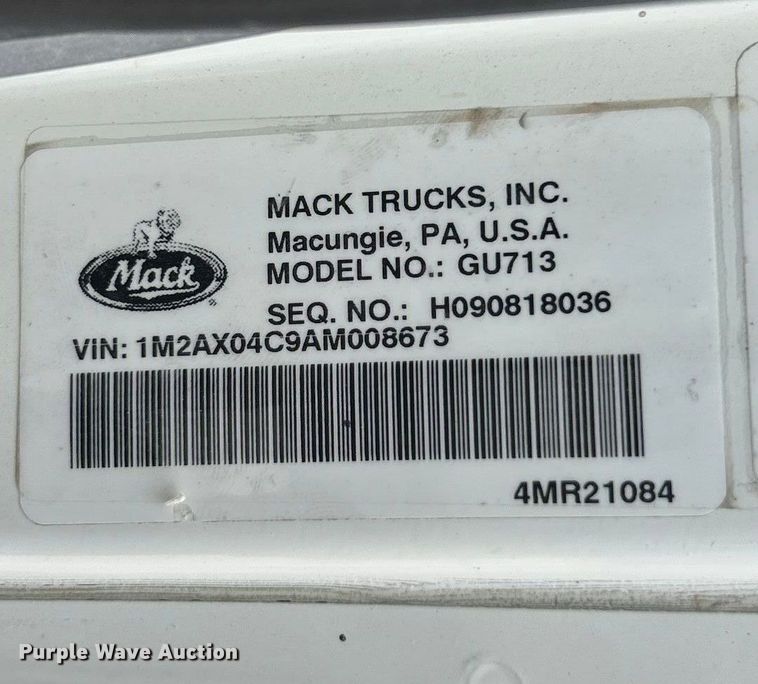 MACK TRUCKS, INC.
Macungie, PA, U.S.A.
MODEL NO.: GU713
SEQ. NO.: H090818036
Mack
®
VIN: 1M2AX04C9AM008673
4MR21084
Purple Wave Auction